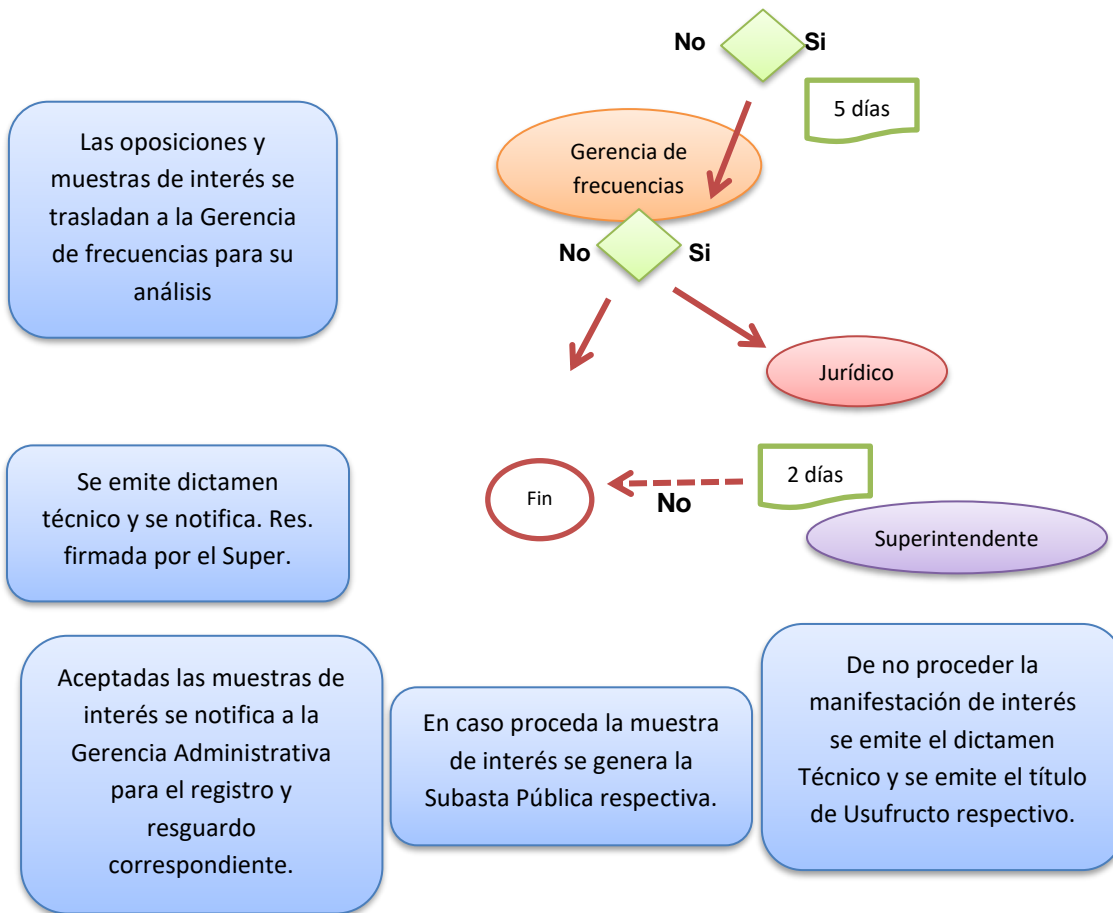 No
Si
5 días
Las oposiciones y
muestras de interés se
trasladan a la Gerencia
de frecuencias para su
análisis
Gerencia de
frecuencias
No
Si
Jurídico
Se emite dictamen
técnico y se notifica. Res.
firmada por el Super.
Fin
No
2 días
Superintendente
Aceptadas las muestras de
interés se notifica a la
Gerencia Administrativa
para el registro y
resguardo
correspondiente.
En caso proceda la muestra
de interés se genera la
Subasta Pública respectiva.
De no proceder la
manifestación de interés
se emite el dictamen
Técnico y se emite el título
de Usufructo respectivo.